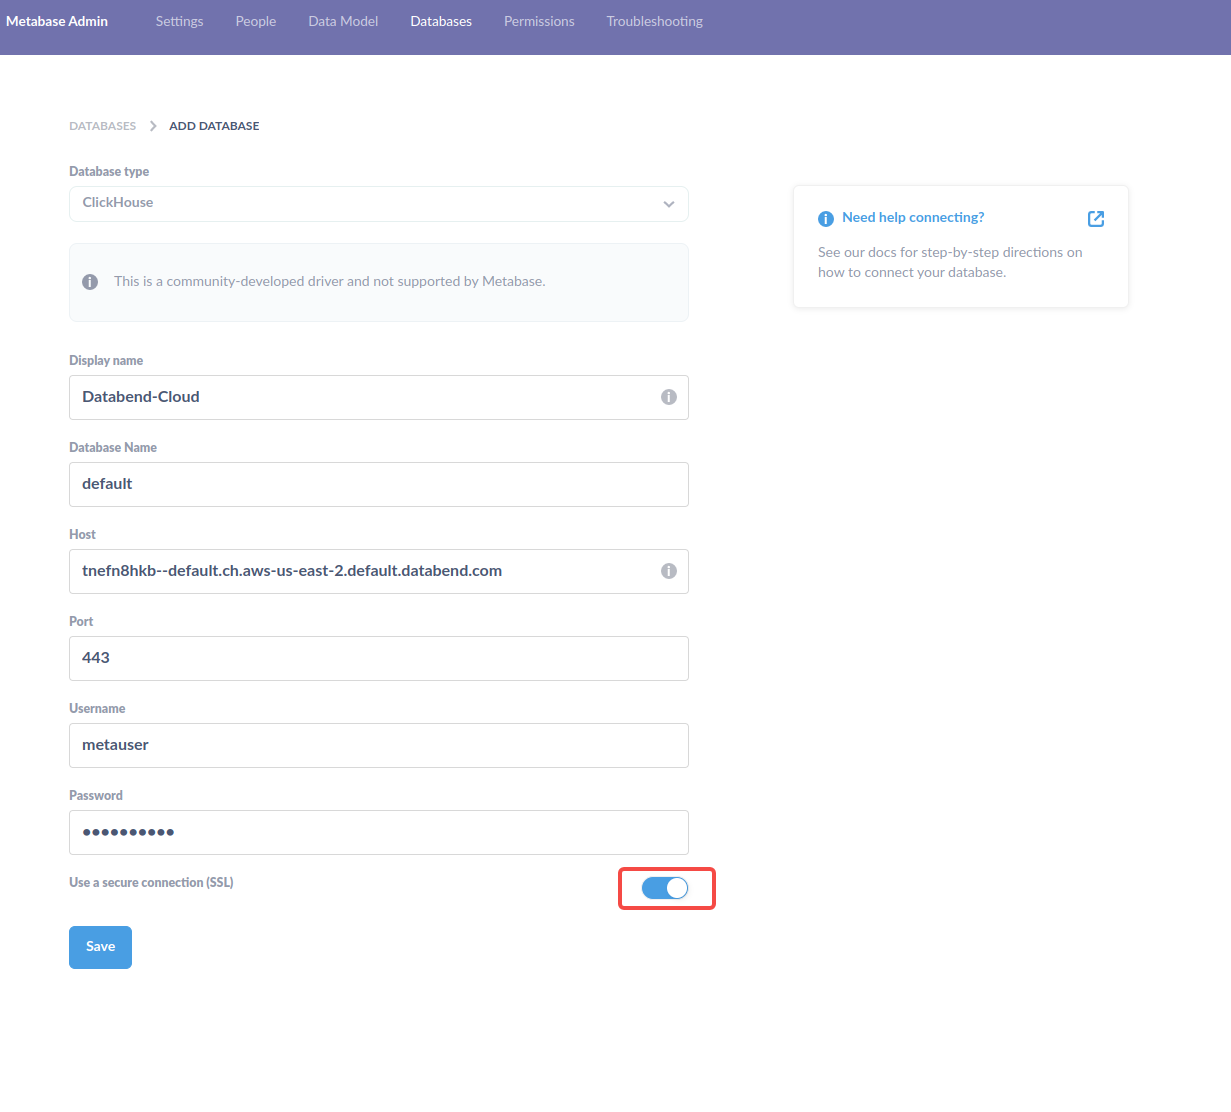 Metabase Admin Settings People Data Model Databases Permissions Troubleshooting
DATABASES ADD DATABASE
Database type
ClickHouse
This is a community-developed driver and not supported by Metabase.
Need help connecting?
See our docs for step-by-step directions on
how to connect your database.
Display name
Databend-Cloud
Database Name
default
Host
tnefn8hkb--default.ch.aws-us-east-2.default.databend.com
Port
443
Username
metauser
Password
••••••••••
Use a secure connection (SSL)
Save